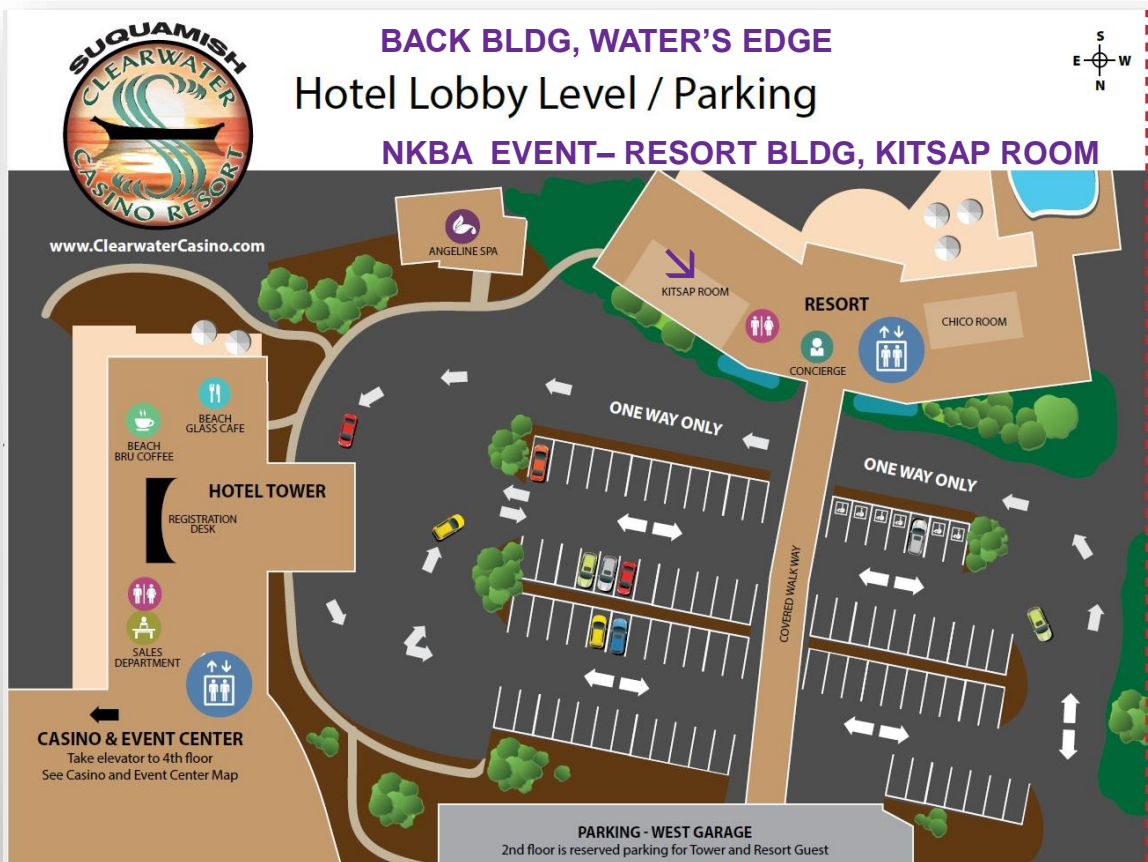 SUQUAMISH
CLEARWATER
CASINO RESORT
www.ClearwaterCasino.com
BACK BLDG, WATER'S EDGE
Hotel Lobby Level / Parking
NKBA EVENT– RESORT BLDG, KITSAP ROOM
S
E W
N
ANGELINE SPA
KITSAP ROOM
RESORT
CHICO ROOM
CONCIERGE
BEACH
GLASS CAFE
BEACH
BRU COFFEE
HOTEL TOWER
REGISTRATION
DESK
SALES
DEPARTMENT
ONE WAY ONLY
ONE WAY ONLY
COVERED WALK WAY
CASINO & EVENT CENTER
Take elevator to 4th floor
See Casino and Event Center Map
PARKING - WEST GARAGE
2nd floor is reserved parking for Tower and Resort Guest